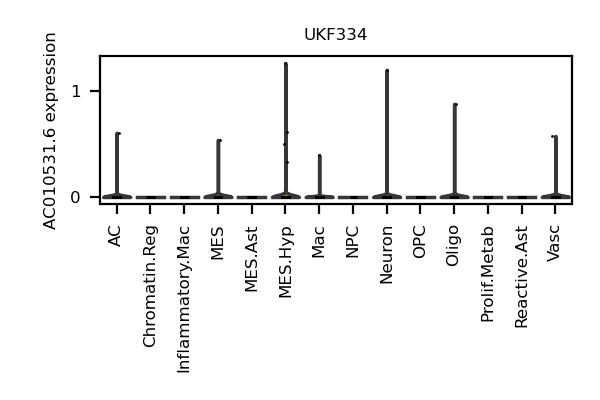 UKF334
AC010531.6 expression
1
0
AC
Chromatin.Reg
Inflammatory.Mac
MES
MES.Ast
MES.Hyp
Mac
NPC
Neuron
OPC
Oligo
Prolif.Metab
Reactive.Ast
Vasc